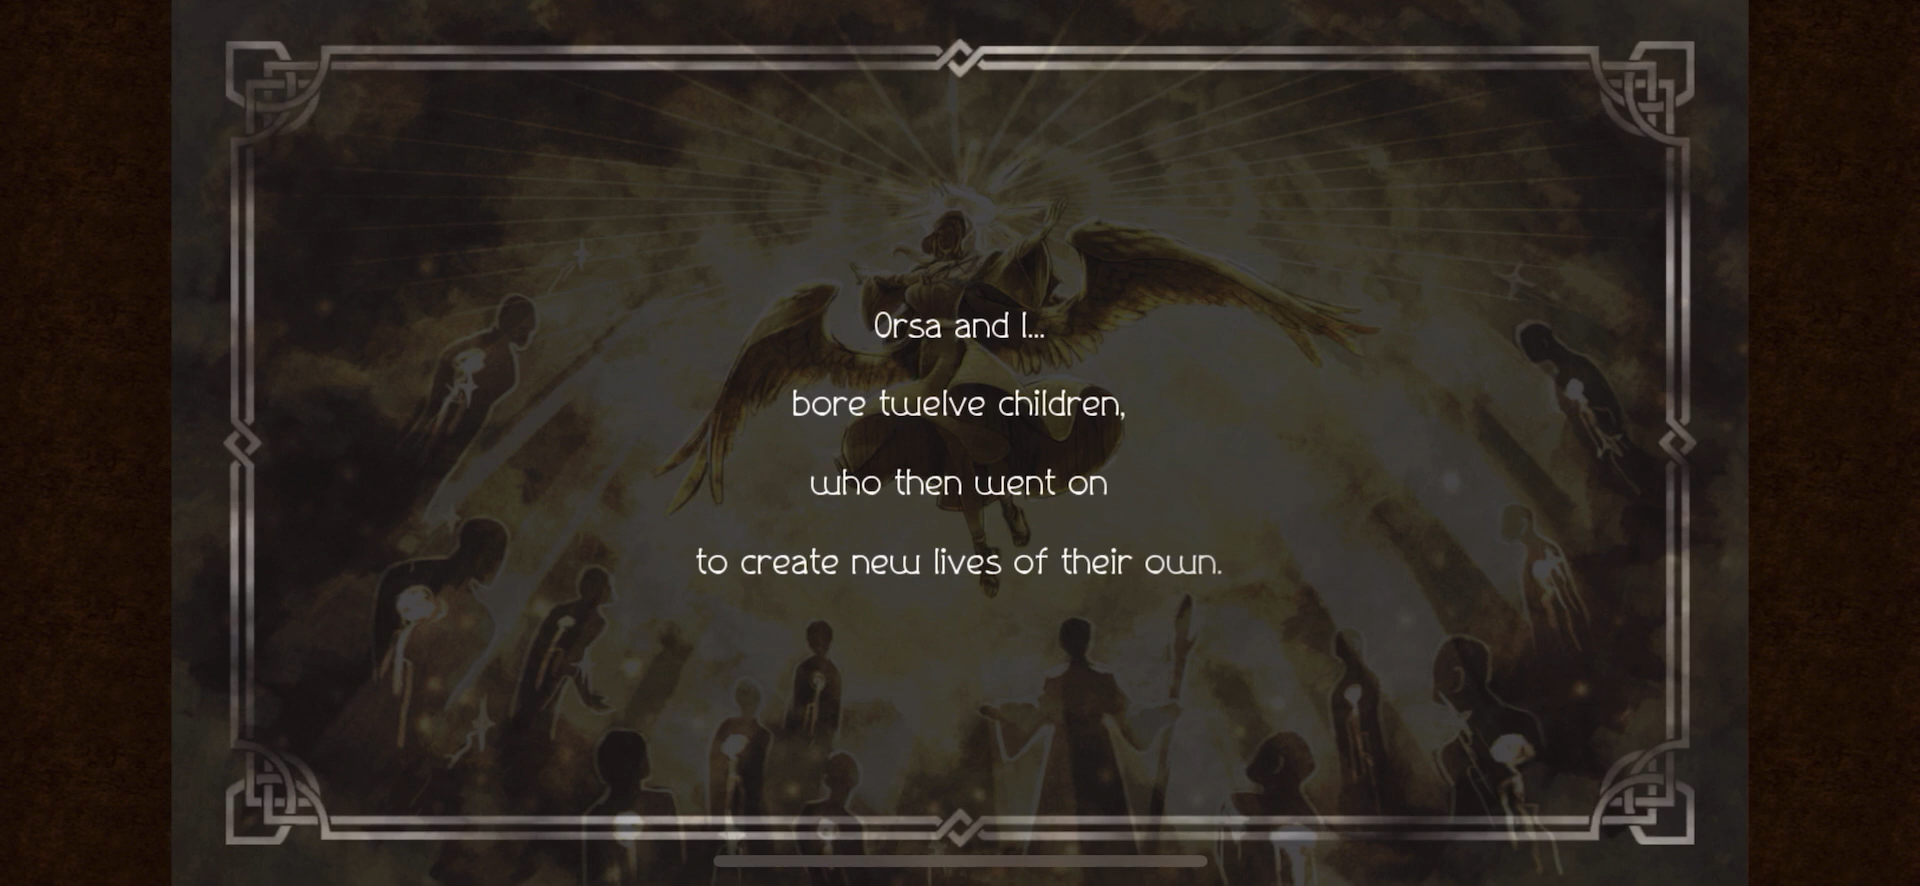 Orsa and I...
bore twelve children,
who then went on
to create new lives of their own.